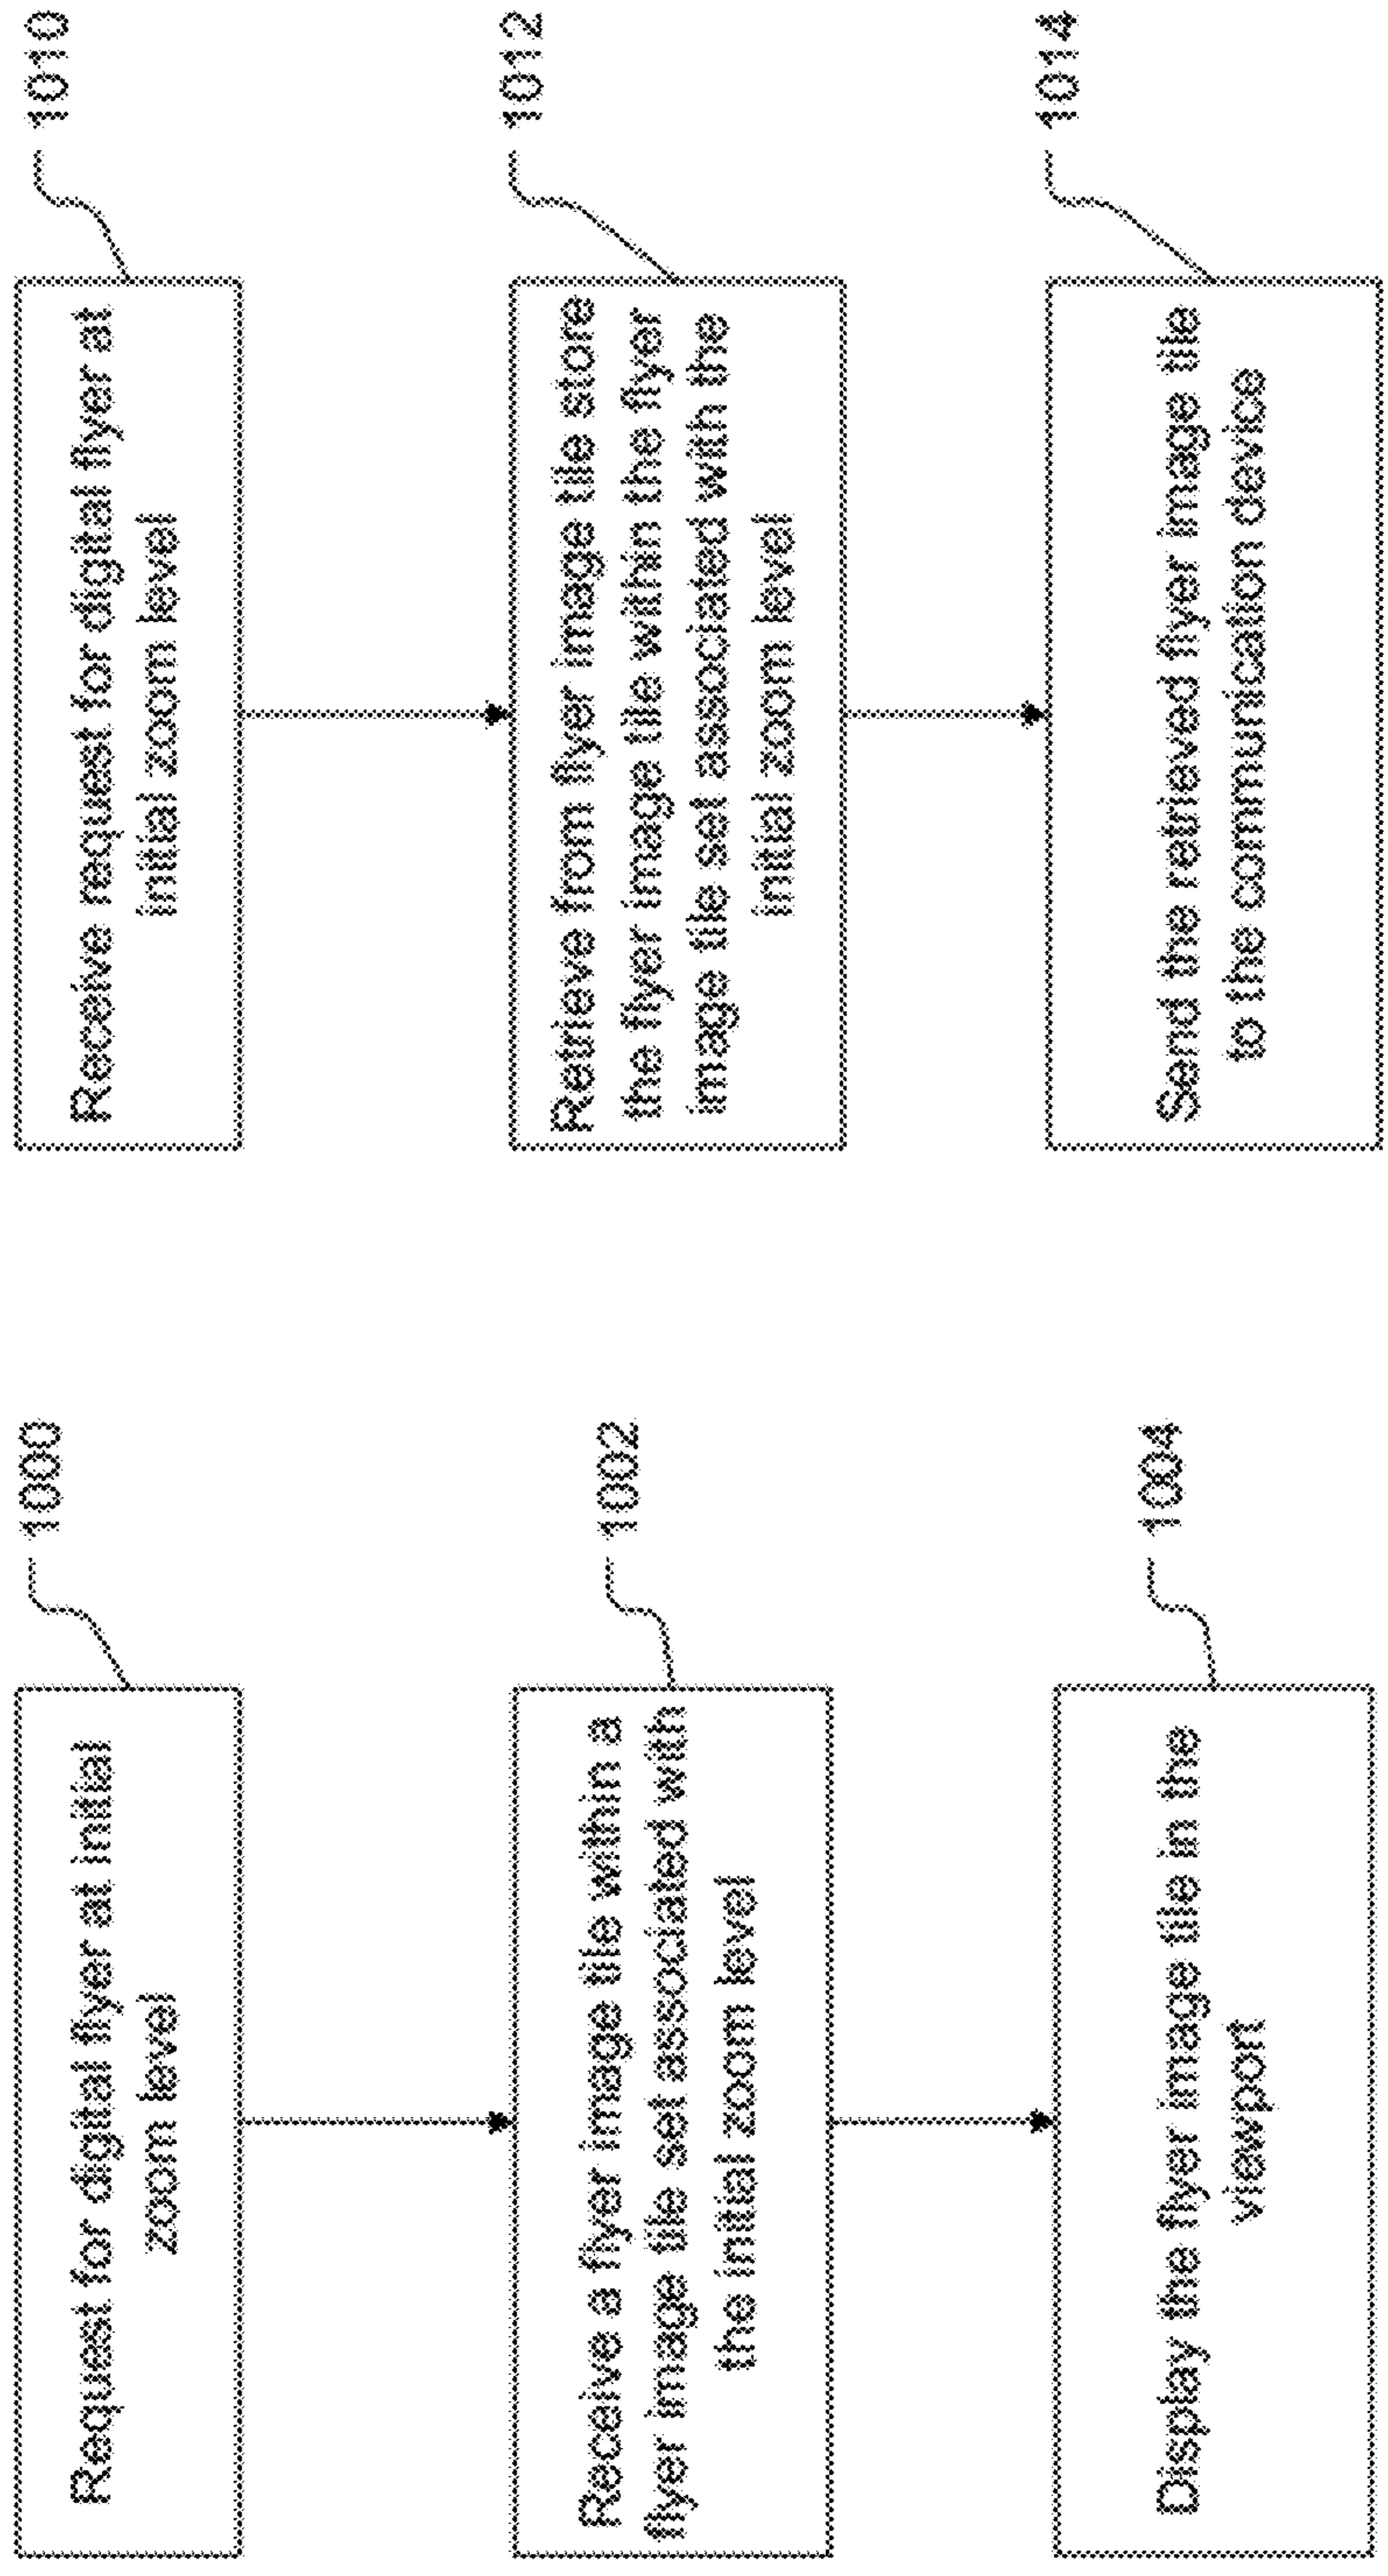 1000
Request for digital flyer at initial
zoom level
1002
Receive a flyer image tile within a
flyer image tile set associated with
the initial zoom level
1004
Display the flyer image tile in the
viewport
1010
Receive request for digital flyer at
initial zoom level
1012
Retrieve from flyer image tile store
the flyer image tile within the flyer
image tile set associated with the
initial zoom level
1014
Send the retrieved flyer image tile
to the communication device